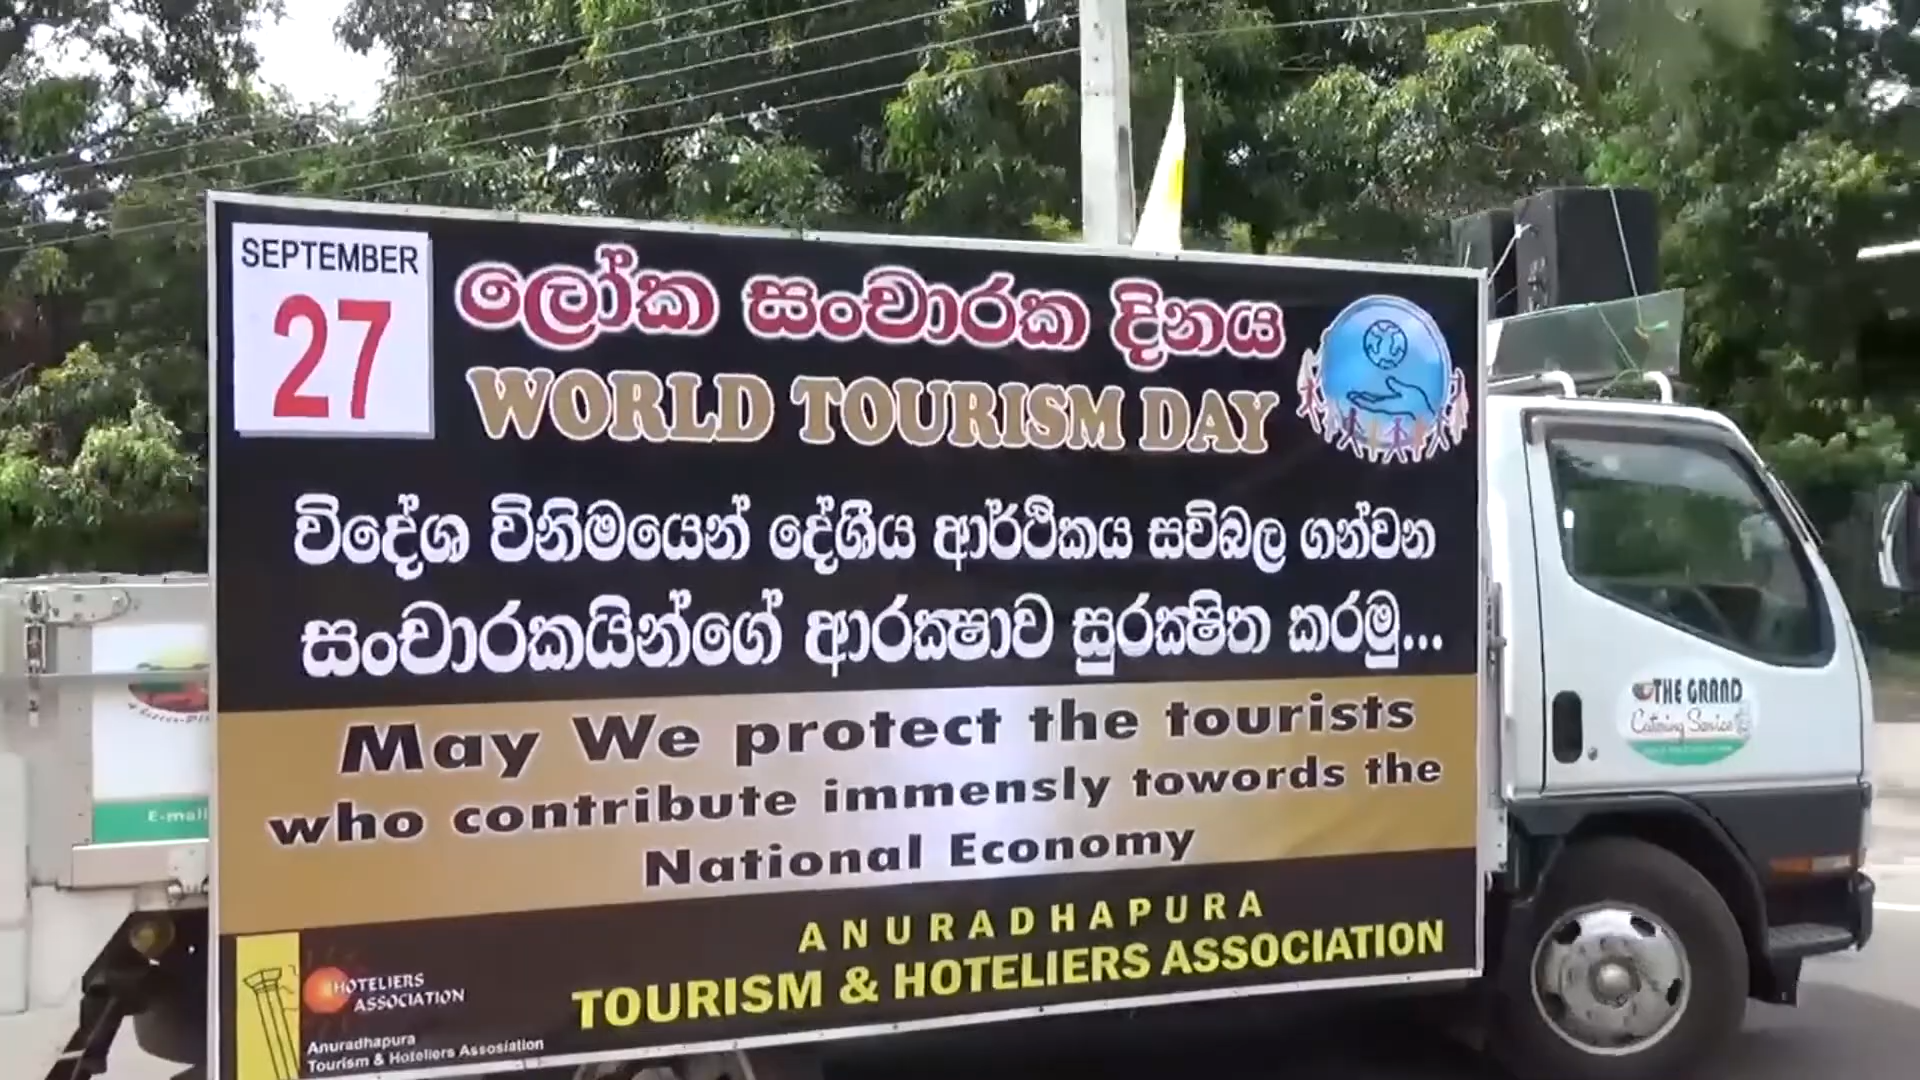 SEPTEMBER
27
ලෝක සංචාරක දිනය
WORLD TOURISM DAY
විදේශ විනිමයෙන් දේශීය ආර්ථිකය සවිබල ගන්වන
සංචාරකයින්ගේ ආරක්ෂාව සුරක්ෂිත කරමු...
May We protect the tourists
who contribute immensly towords the
National Economy
ANURADHAPURA
TOURISM & HOTELIERS ASSOCIATION
HOTELIERS
ASSOCIATION
Anuradhapura
Tourism & Hoteliers Assosiation
THE GRAND
Catering Service
E-mail